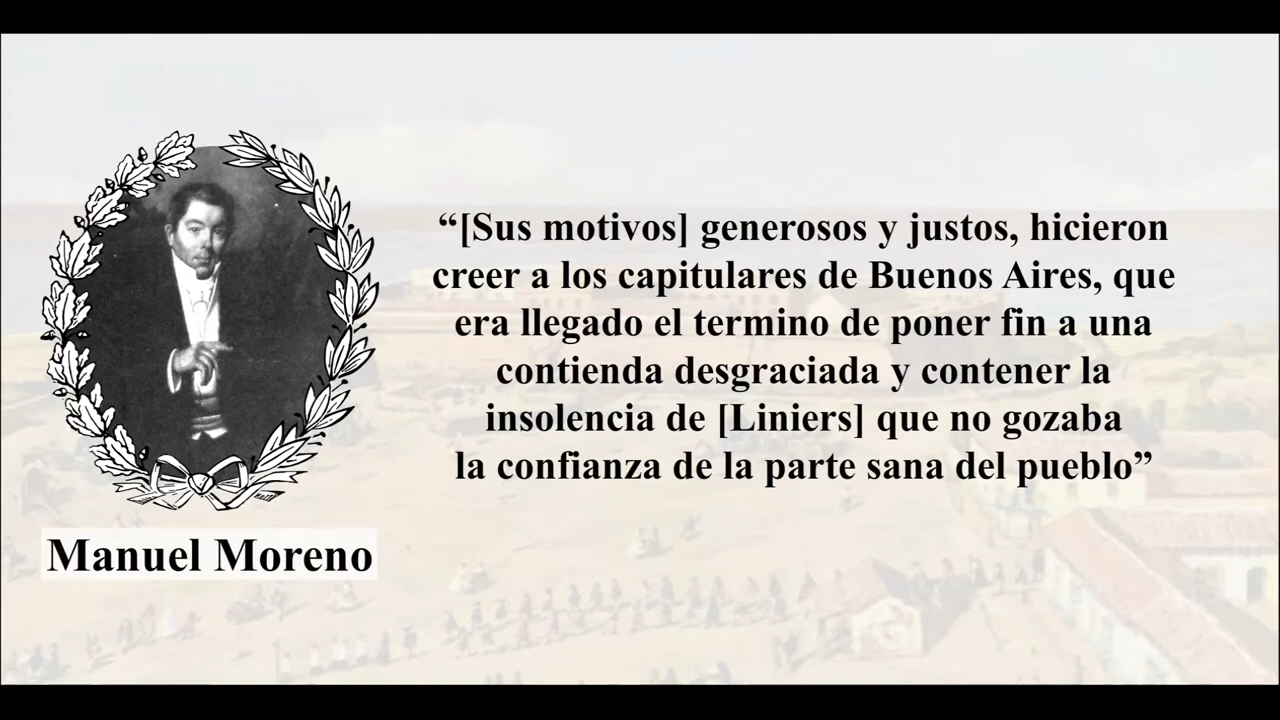 “[Sus motivos] generosos y justos, hicieron
creer a los capitulares de Buenos Aires, que
era llegado el termino de poner fin a una
contienda desgraciada y contener la
insolencia de [Liniers] que no gozaba
la confianza de la parte sana del pueblo”
Manuel Moreno